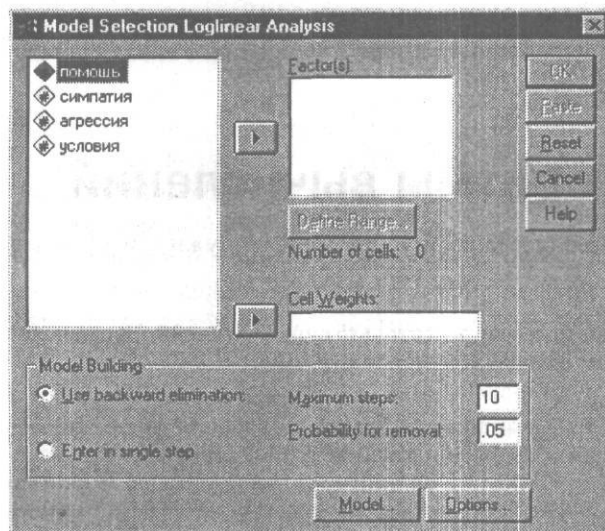 Model Selection Loglinear Analysis
помощь
симпатия
агрессия
условия
Factor(s):
Define Range...
Number of cells: 0
Cell Weights:
OK
Paste
Reset
Cancel
Help
Model Building
Use backward elimination:
Maximum steps: 10
Probability for removal: .05
Enter in single step
Model...
Options...